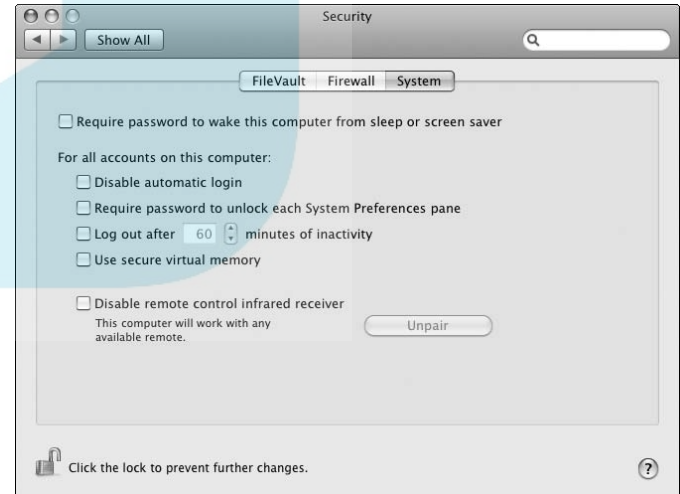 Security
Show All
FileVault Firewall System
Require password to wake this computer from sleep or screen saver
For all accounts on this computer:
Disable automatic login
Require password to unlock each System Preferences pane
Log out after 60 minutes of inactivity
Use secure virtual memory
Disable remote control infrared receiver
This computer will work with any
available remote.
Unpair
Click the lock to prevent further changes.
?